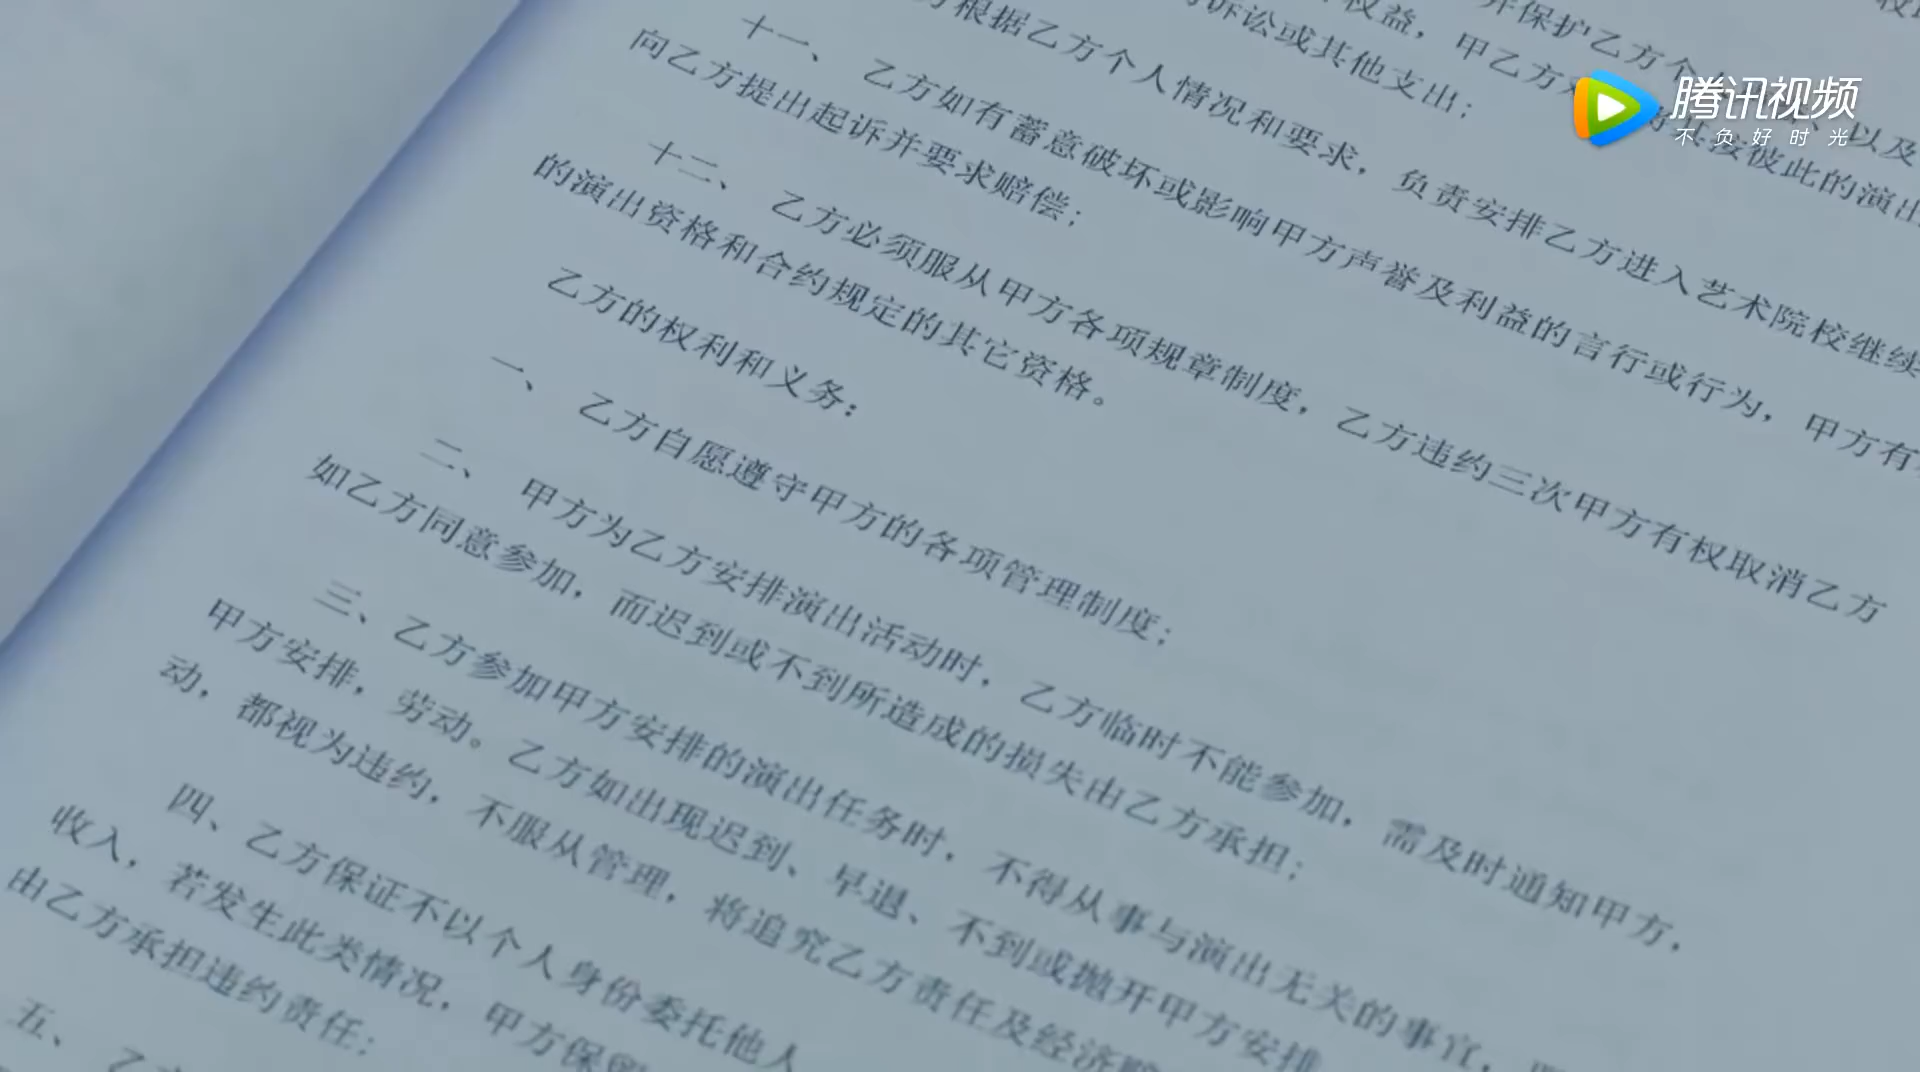 并保护乙方个
以及
权益，甲乙方
其按彼此的演出
诉讼或其他支出；
根据乙方个人情况和要求，负责安排乙方进入艺术院校继续
十一、 乙方如有蓄意破坏或影响甲方声誉及利益的言行或行为，甲方有
向乙方提出起诉并要求赔偿；
十二、 乙方必须服从甲方各项规章制度，乙方违约三次甲方有权取消乙方
的演出资格和合约规定的其它资格。
乙方的权利和义务：
一、 乙方自愿遵守甲方的各项管理制度；
二、 甲方为乙方安排演出活动时，乙方临时不能参加，需及时通知甲方，
如乙方同意参加，而迟到或不到所造成的损失由乙方承担；
三、乙方参加甲方安排的演出任务时，不得从事与演出无关的事宜，
甲方安排，劳动。乙方如出现迟到、早退、不到或抛开甲方安排
动，都视为违约，不服从管理，将追究乙方责任及经济
四、乙方保证不以个人身份委托他人
收入，若发生此类情况，甲方保留
由乙方承担违约责任；
五、 乙方
腾讯视频
不负好时光